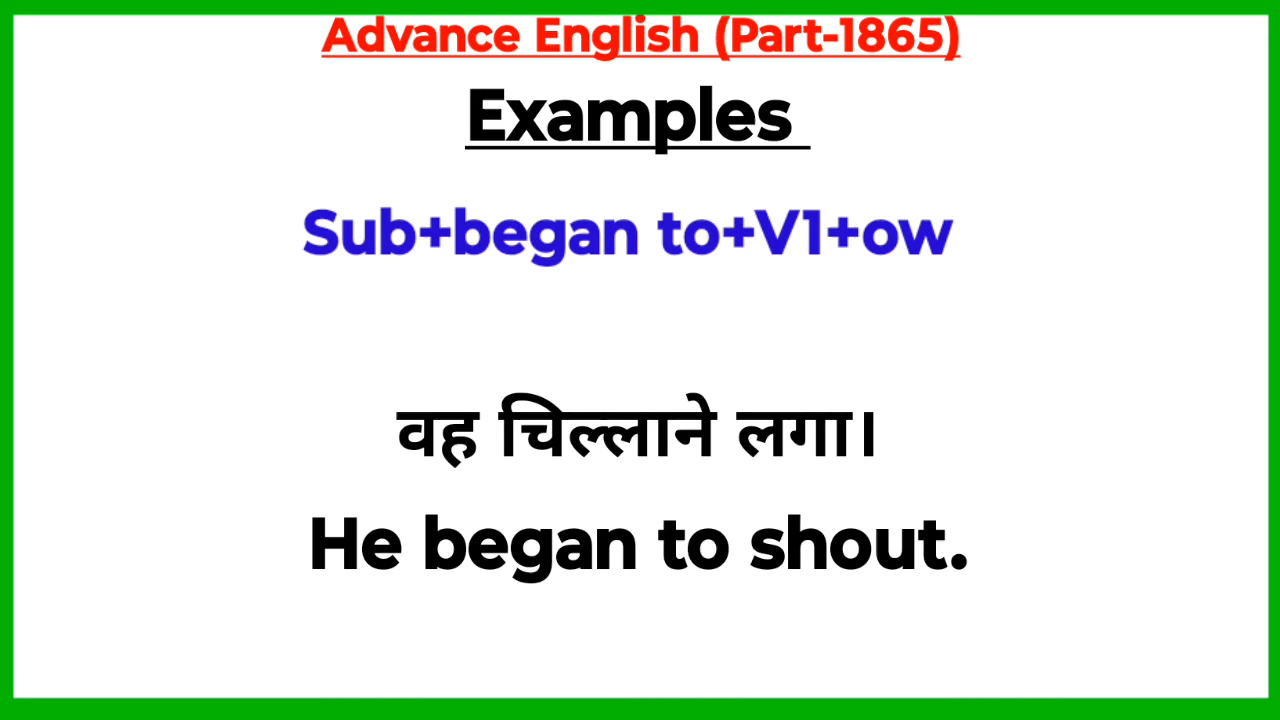 Advance English (Part-1865)
Examples
Sub+began to+V1+ow
वह चिल्लाने लगा।
He began to shout.